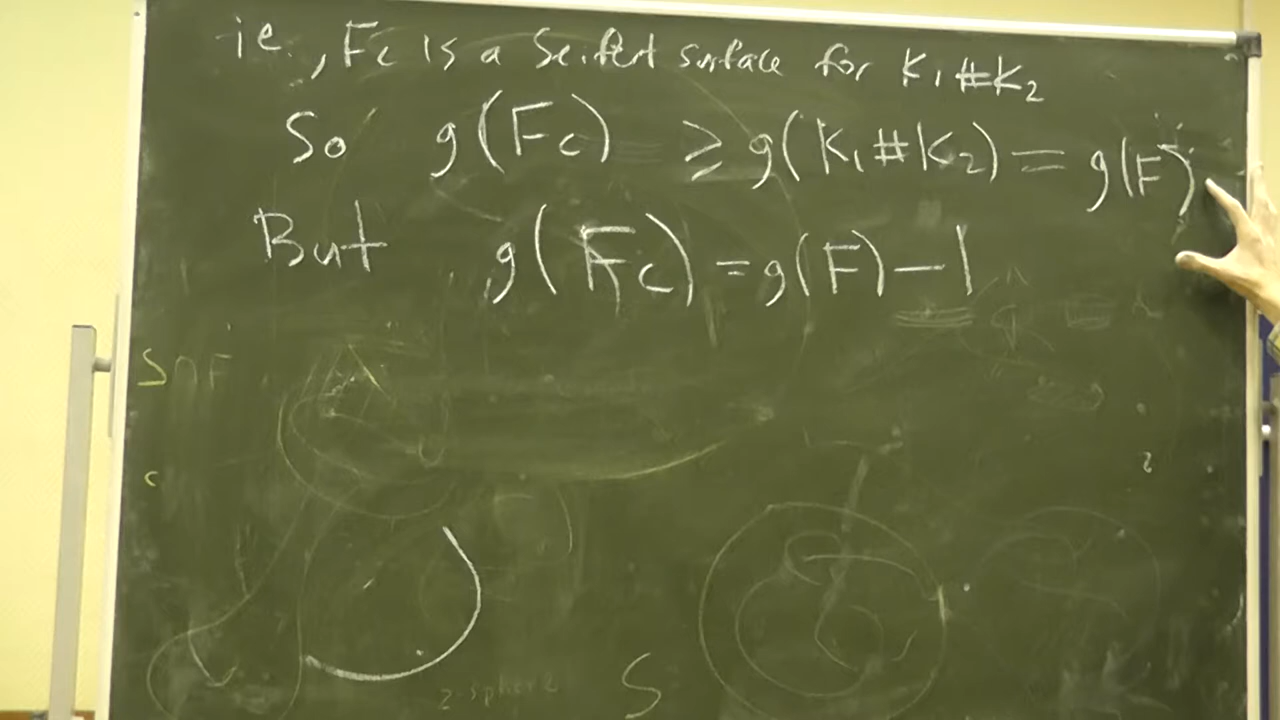 ie., Fc is a Seifert surface for K₁#K₂
So g(Fc) ≥ g(K₁#K₂) = g(F).
But g(Fc) = g(F) − 1
S∩F
c
2-sphere
S